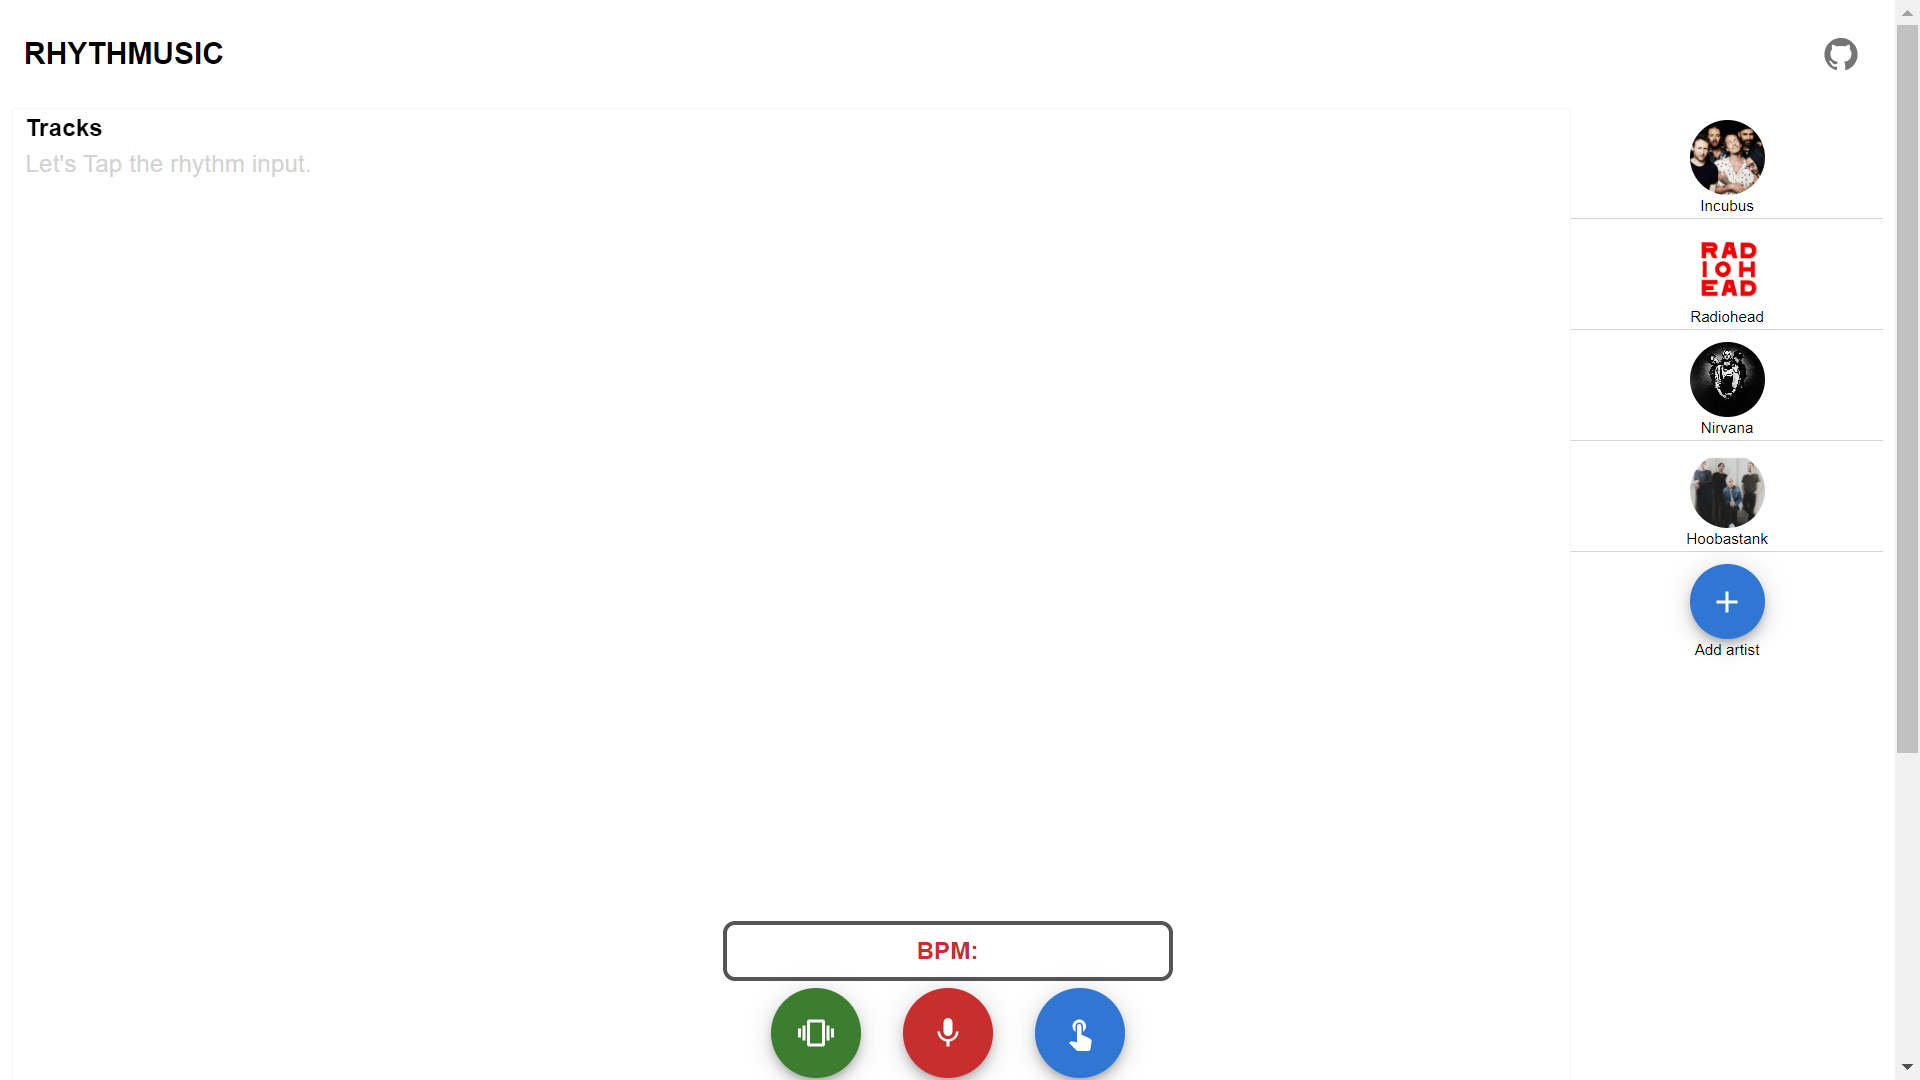 RHYTHMUSIC
Tracks
Let's Tap the rhythm input.
Incubus
RAD
IOH
EAD
Radiohead
Nirvana
Hoobastank
Add artist
BPM: